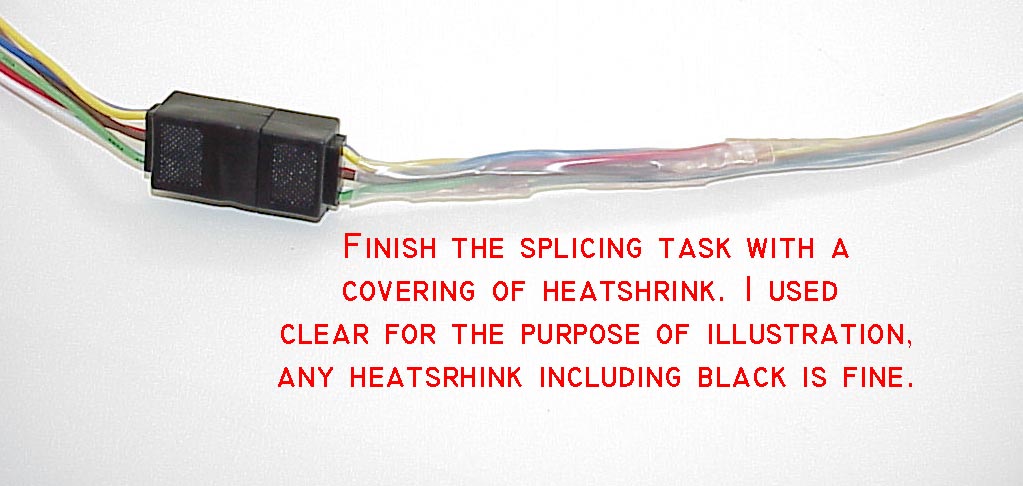 FINISH THE SPLICING TASK WITH A
COVERING OF HEATSHRINK. I USED
CLEAR FOR THE PURPOSE OF ILLUSTRATION,
ANY HEATSRHINK INCLUDING BLACK IS FINE.